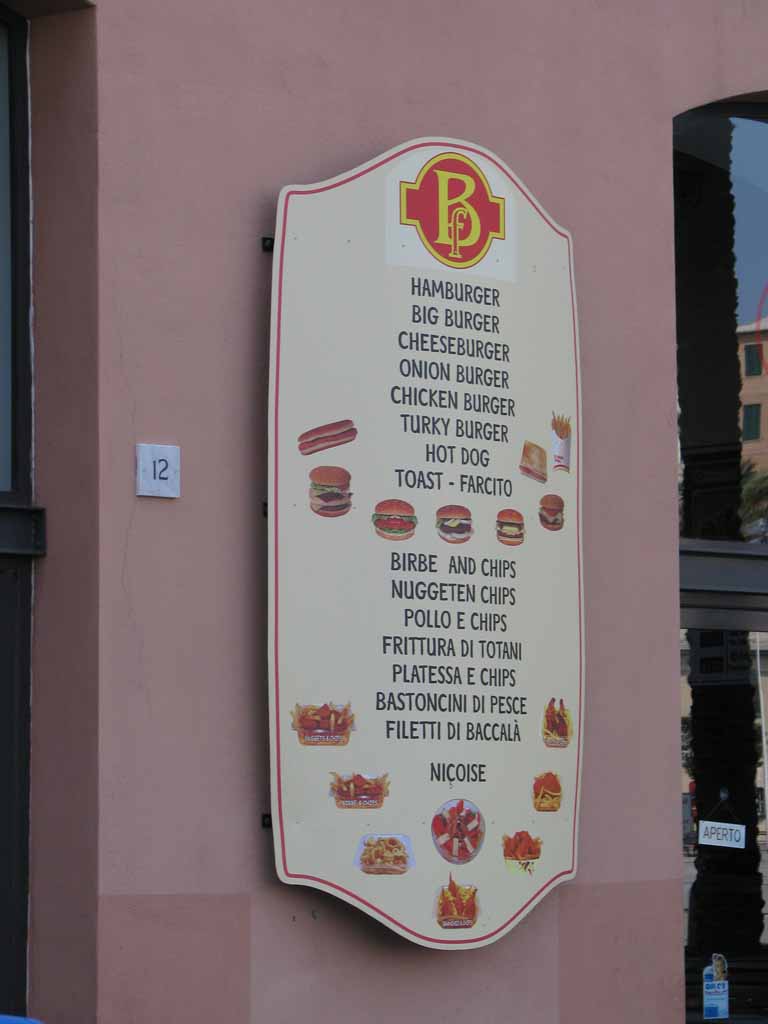 Bf
HAMBURGER
BIG BURGER
CHEESEBURGER
ONION BURGER
CHICKEN BURGER
TURKY BURGER
HOT DOG
TOAST - FARCITO
12
BIRBE AND CHIPS
NUGGETEN CHIPS
POLLO E CHIPS
FRITTURA DI TOTANI
PLATESSA E CHIPS
BASTONCINI DI PESCE
FILETTI DI BACCALÀ
NIÇOISE
APERTO